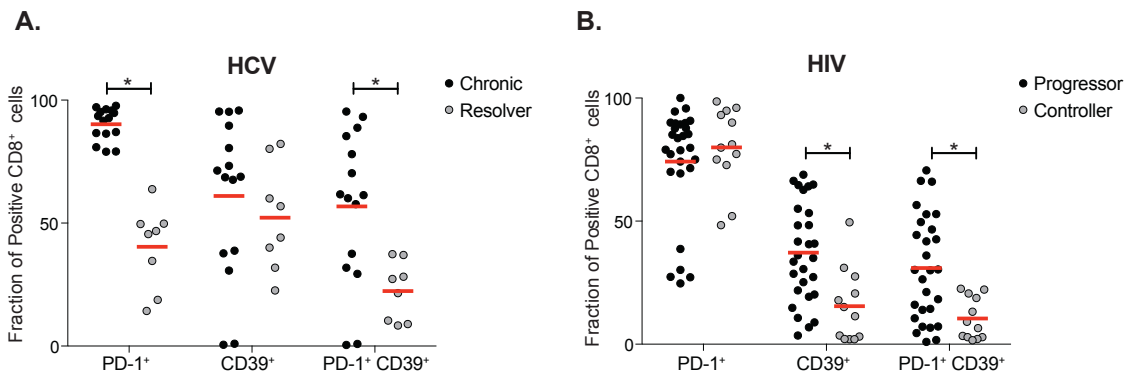 A.
HCV
Chronic
Resolver
Fraction of Positive CD8⁺ cells
100
50
0
*
*
PD-1⁺
CD39⁺
PD-1⁺ CD39⁺
B.
HIV
Progressor
Controller
Fraction of Positive CD8⁺ cells
100
50
0
*
*
PD-1⁺
CD39⁺
PD-1⁺ CD39⁺